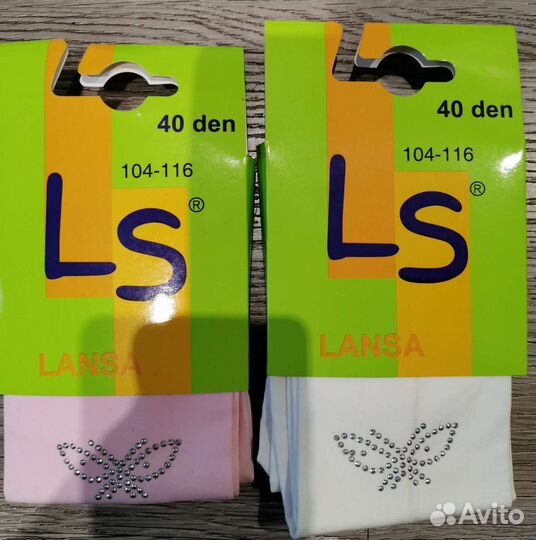 40 den
104-116
LS®
LANSA
40 den
104-116
LS®
LANSA
Avito